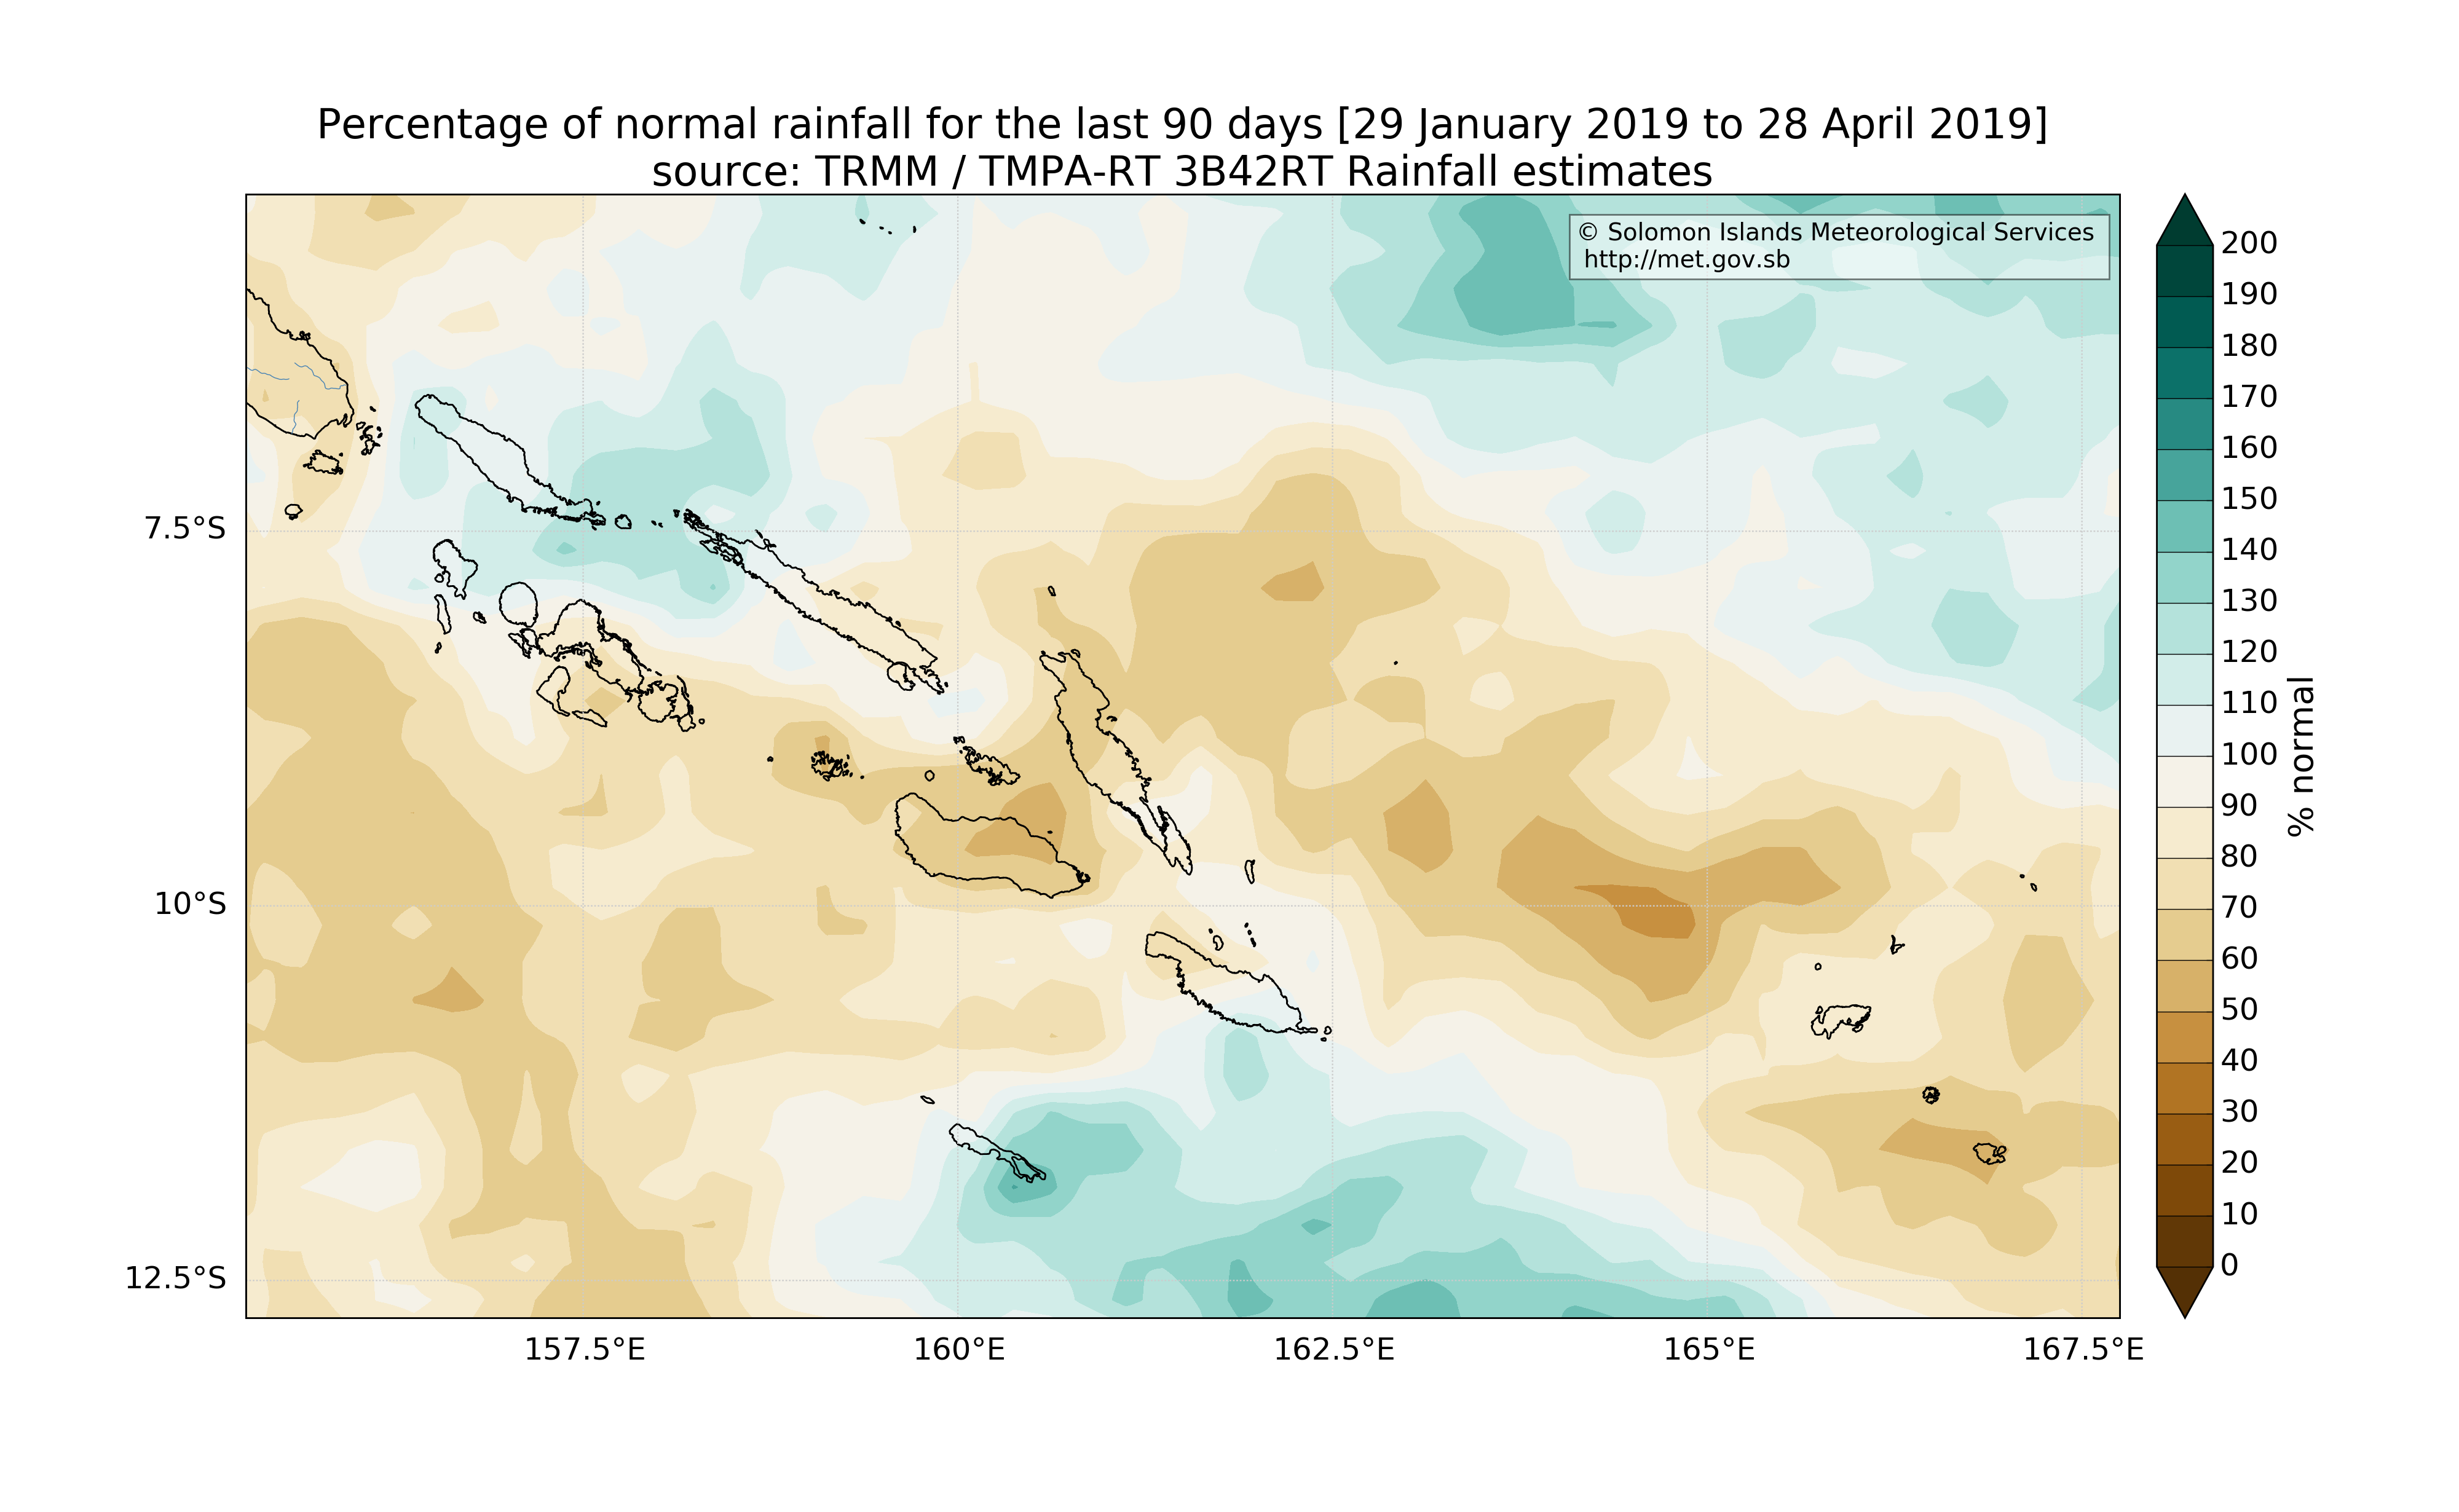 Percentage of normal rainfall for the last 90 days [29 January 2019 to 28 April 2019]
source: TRMM / TMPA-RT 3B42RT Rainfall estimates
© Solomon Islands Meteorological Services
http://met.gov.sb
7.5°S
10°S
12.5°S
157.5°E
160°E
162.5°E
165°E
167.5°E
200
190
180
170
160
150
140
130
120
110
100
90
80
70
60
50
40
30
20
10
0
% normal